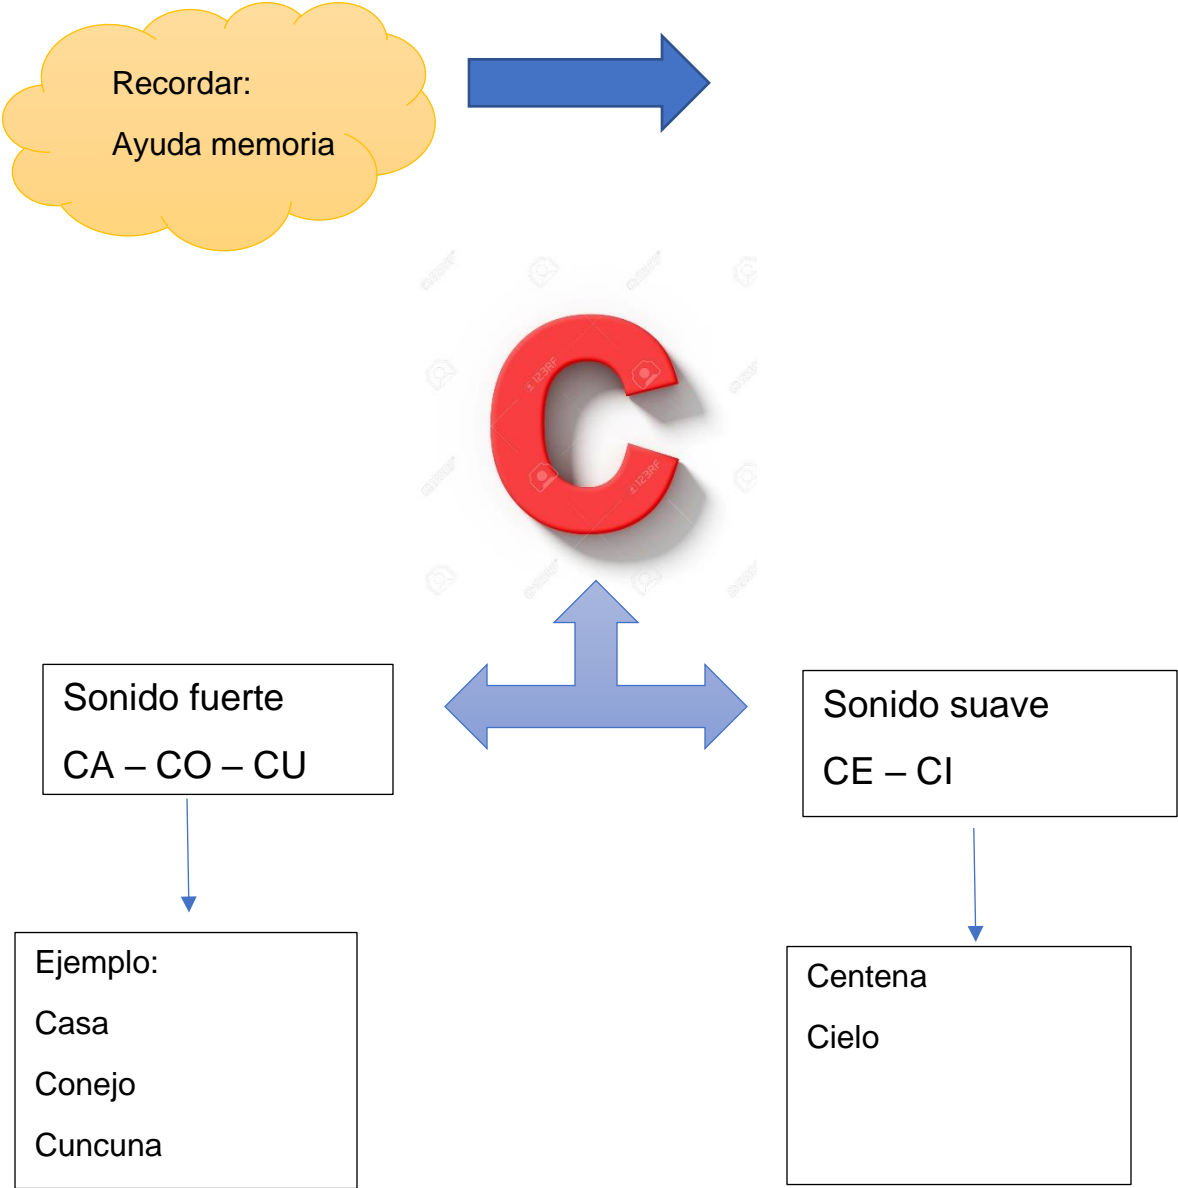 Recordar:
Ayuda memoria
C
Sonido fuerte
CA – CO – CU
Sonido suave
CE – CI
Ejemplo:
Casa
Conejo
Cuncuna
Centena
Cielo